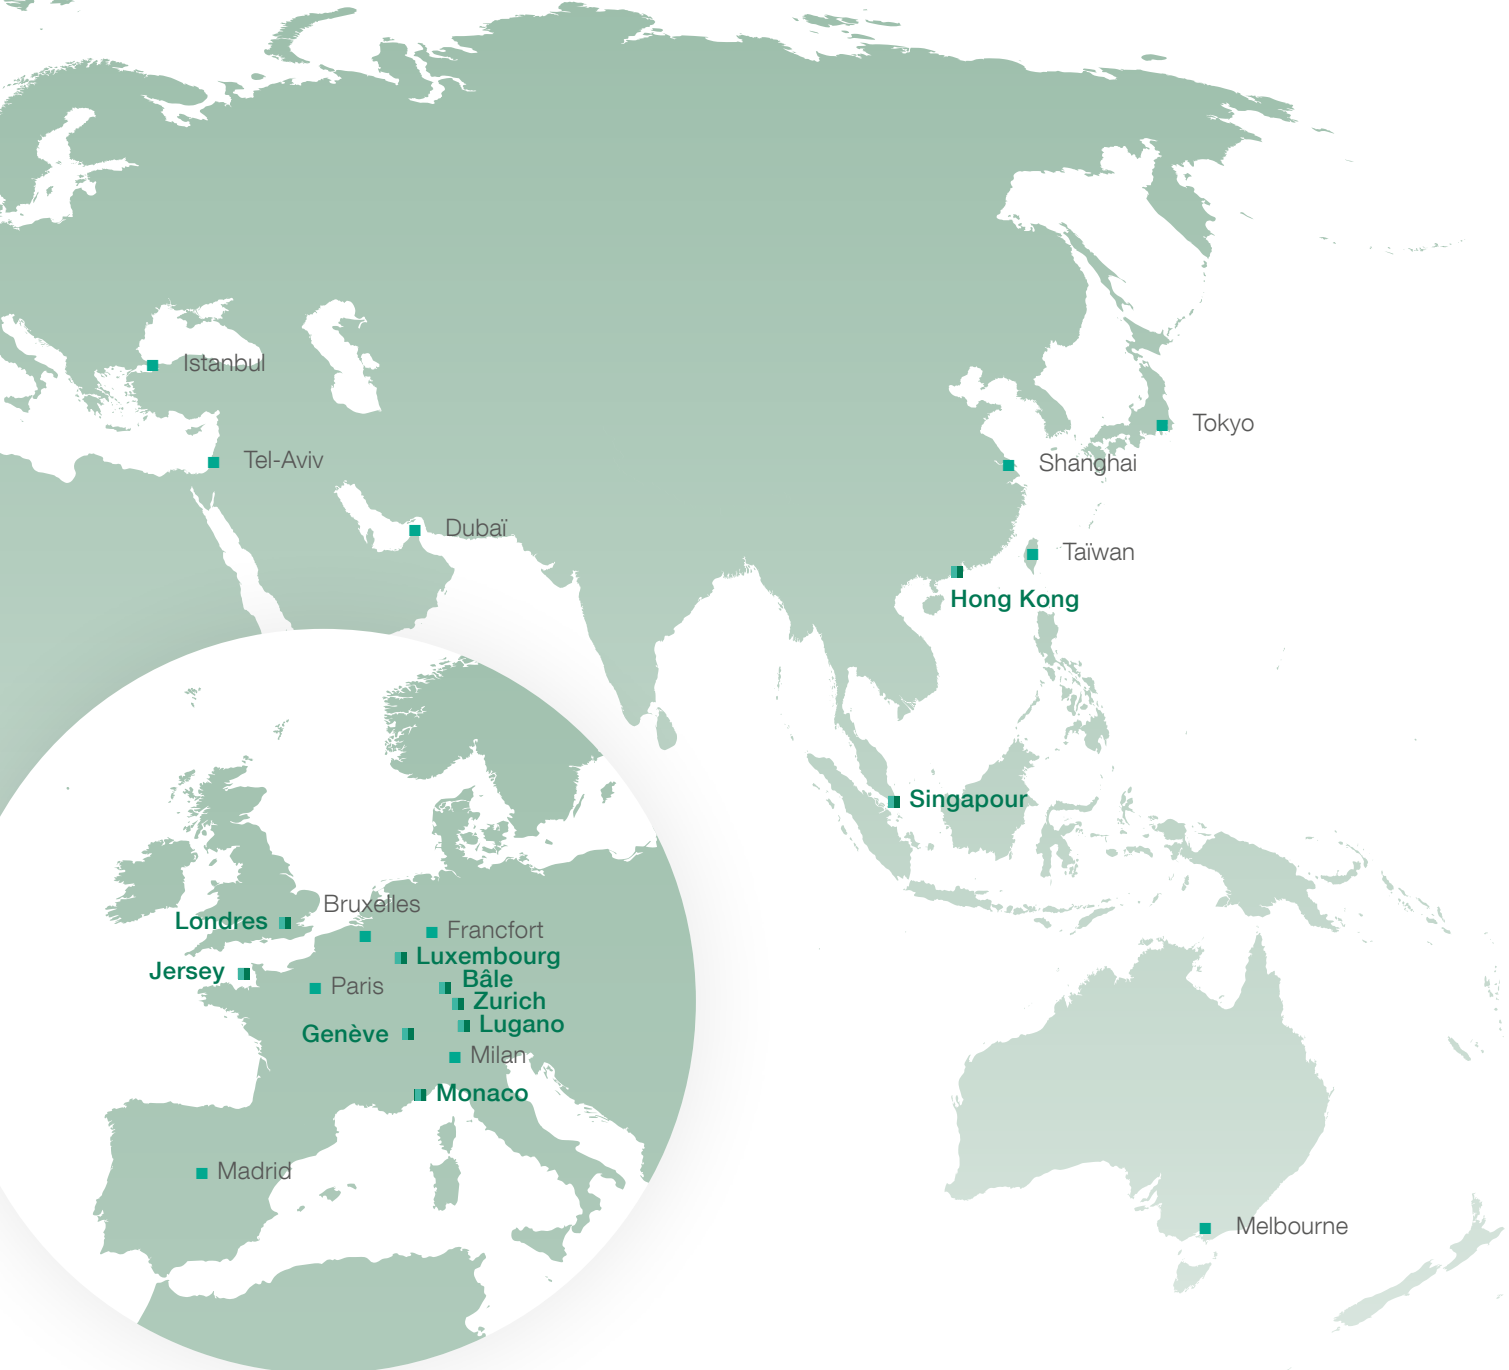 Istanbul
Tokyo
Tel-Aviv
Shanghai
Dubaï
Taïwan
Hong Kong
Singapour
Bruxelles
Londres
Francfort
Luxembourg
Jersey
Bâle
Paris
Zurich
Lugano
Genève
Milan
Monaco
Madrid
Melbourne